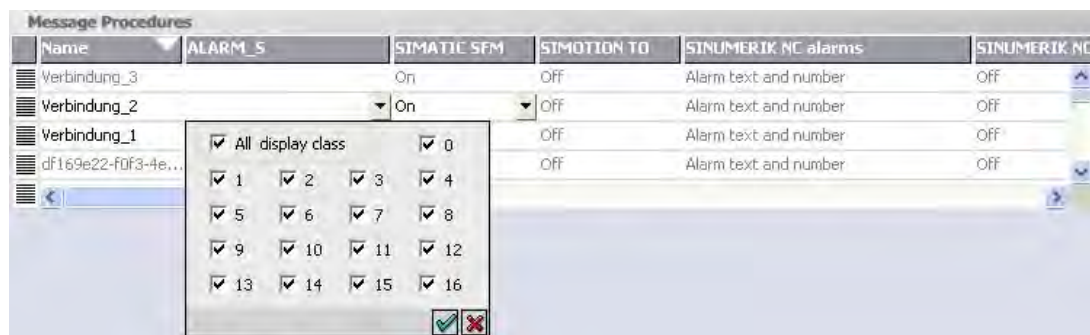 Message Procedures
Name ALARM_S SIMATIC SFM SIMOTION TO SINUMERIK NC alarms SINUMERIK NC
Verbindung_3 On Off Alarm text and number Off
Verbindung_2 On Off Alarm text and number Off
Verbindung_1 Off Alarm text and number Off
df169e22-f0f3-4e... Off Alarm text and number Off
All display class 0
1 2 3 4
5 6 7 8
9 10 11 12
13 14 15 16